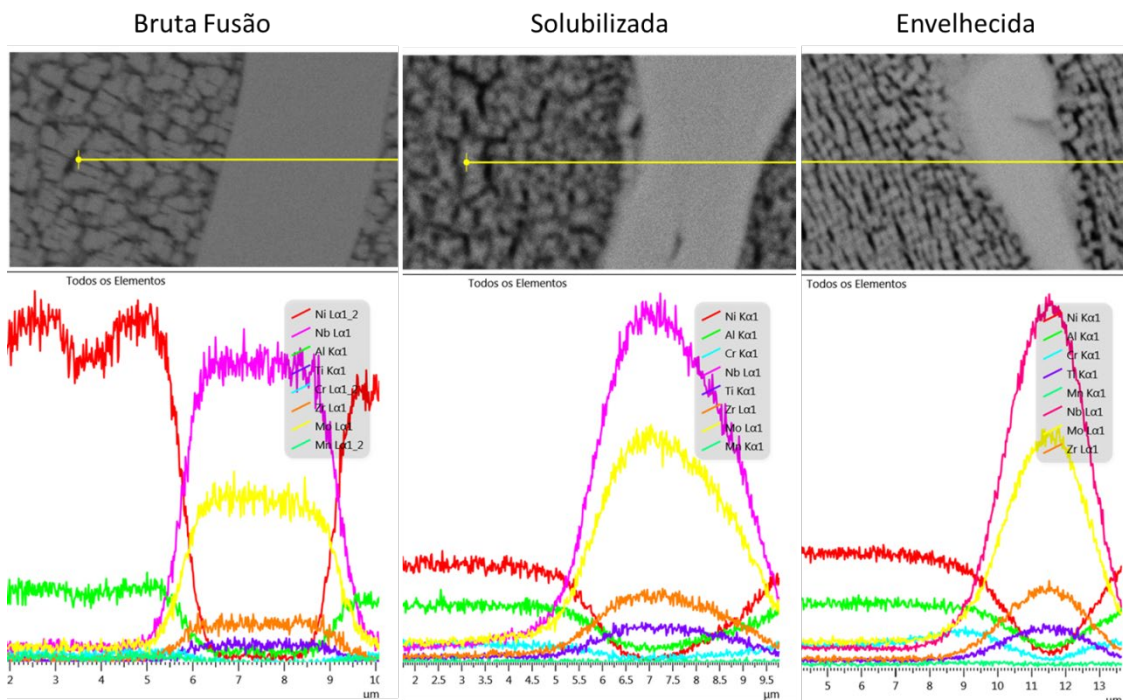 Bruta Fusão
Solubilizada
Envelhecida
Todos os Elementos
Ni Lα1_2
Nb Lα1
Al Kα1
Ti Kα1
Cr Lα1_2
Zr Lα1
Mo Lα1
Mn Lα1_2
2 3 4 5 6 7 8 9 10
um
Todos os Elementos
Ni Kα1
Al Kα1
Cr Kα1
Nb Lα1
Ti Kα1
Zr Lα1
Mo Lα1
Mn Kα1
2 2.5 3 3.5 4 4.5 5 5.5 6 6.5 7 7.5 8 8.5 9 9.5
µm
Todos os Elementos
Ni Kα1
Al Kα1
Cr Kα1
Ti Kα1
Mn Kα1
Nb Lα1
Mo Lα1
Zr Lα1
5 6 7 8 9 10 11 12 13
um